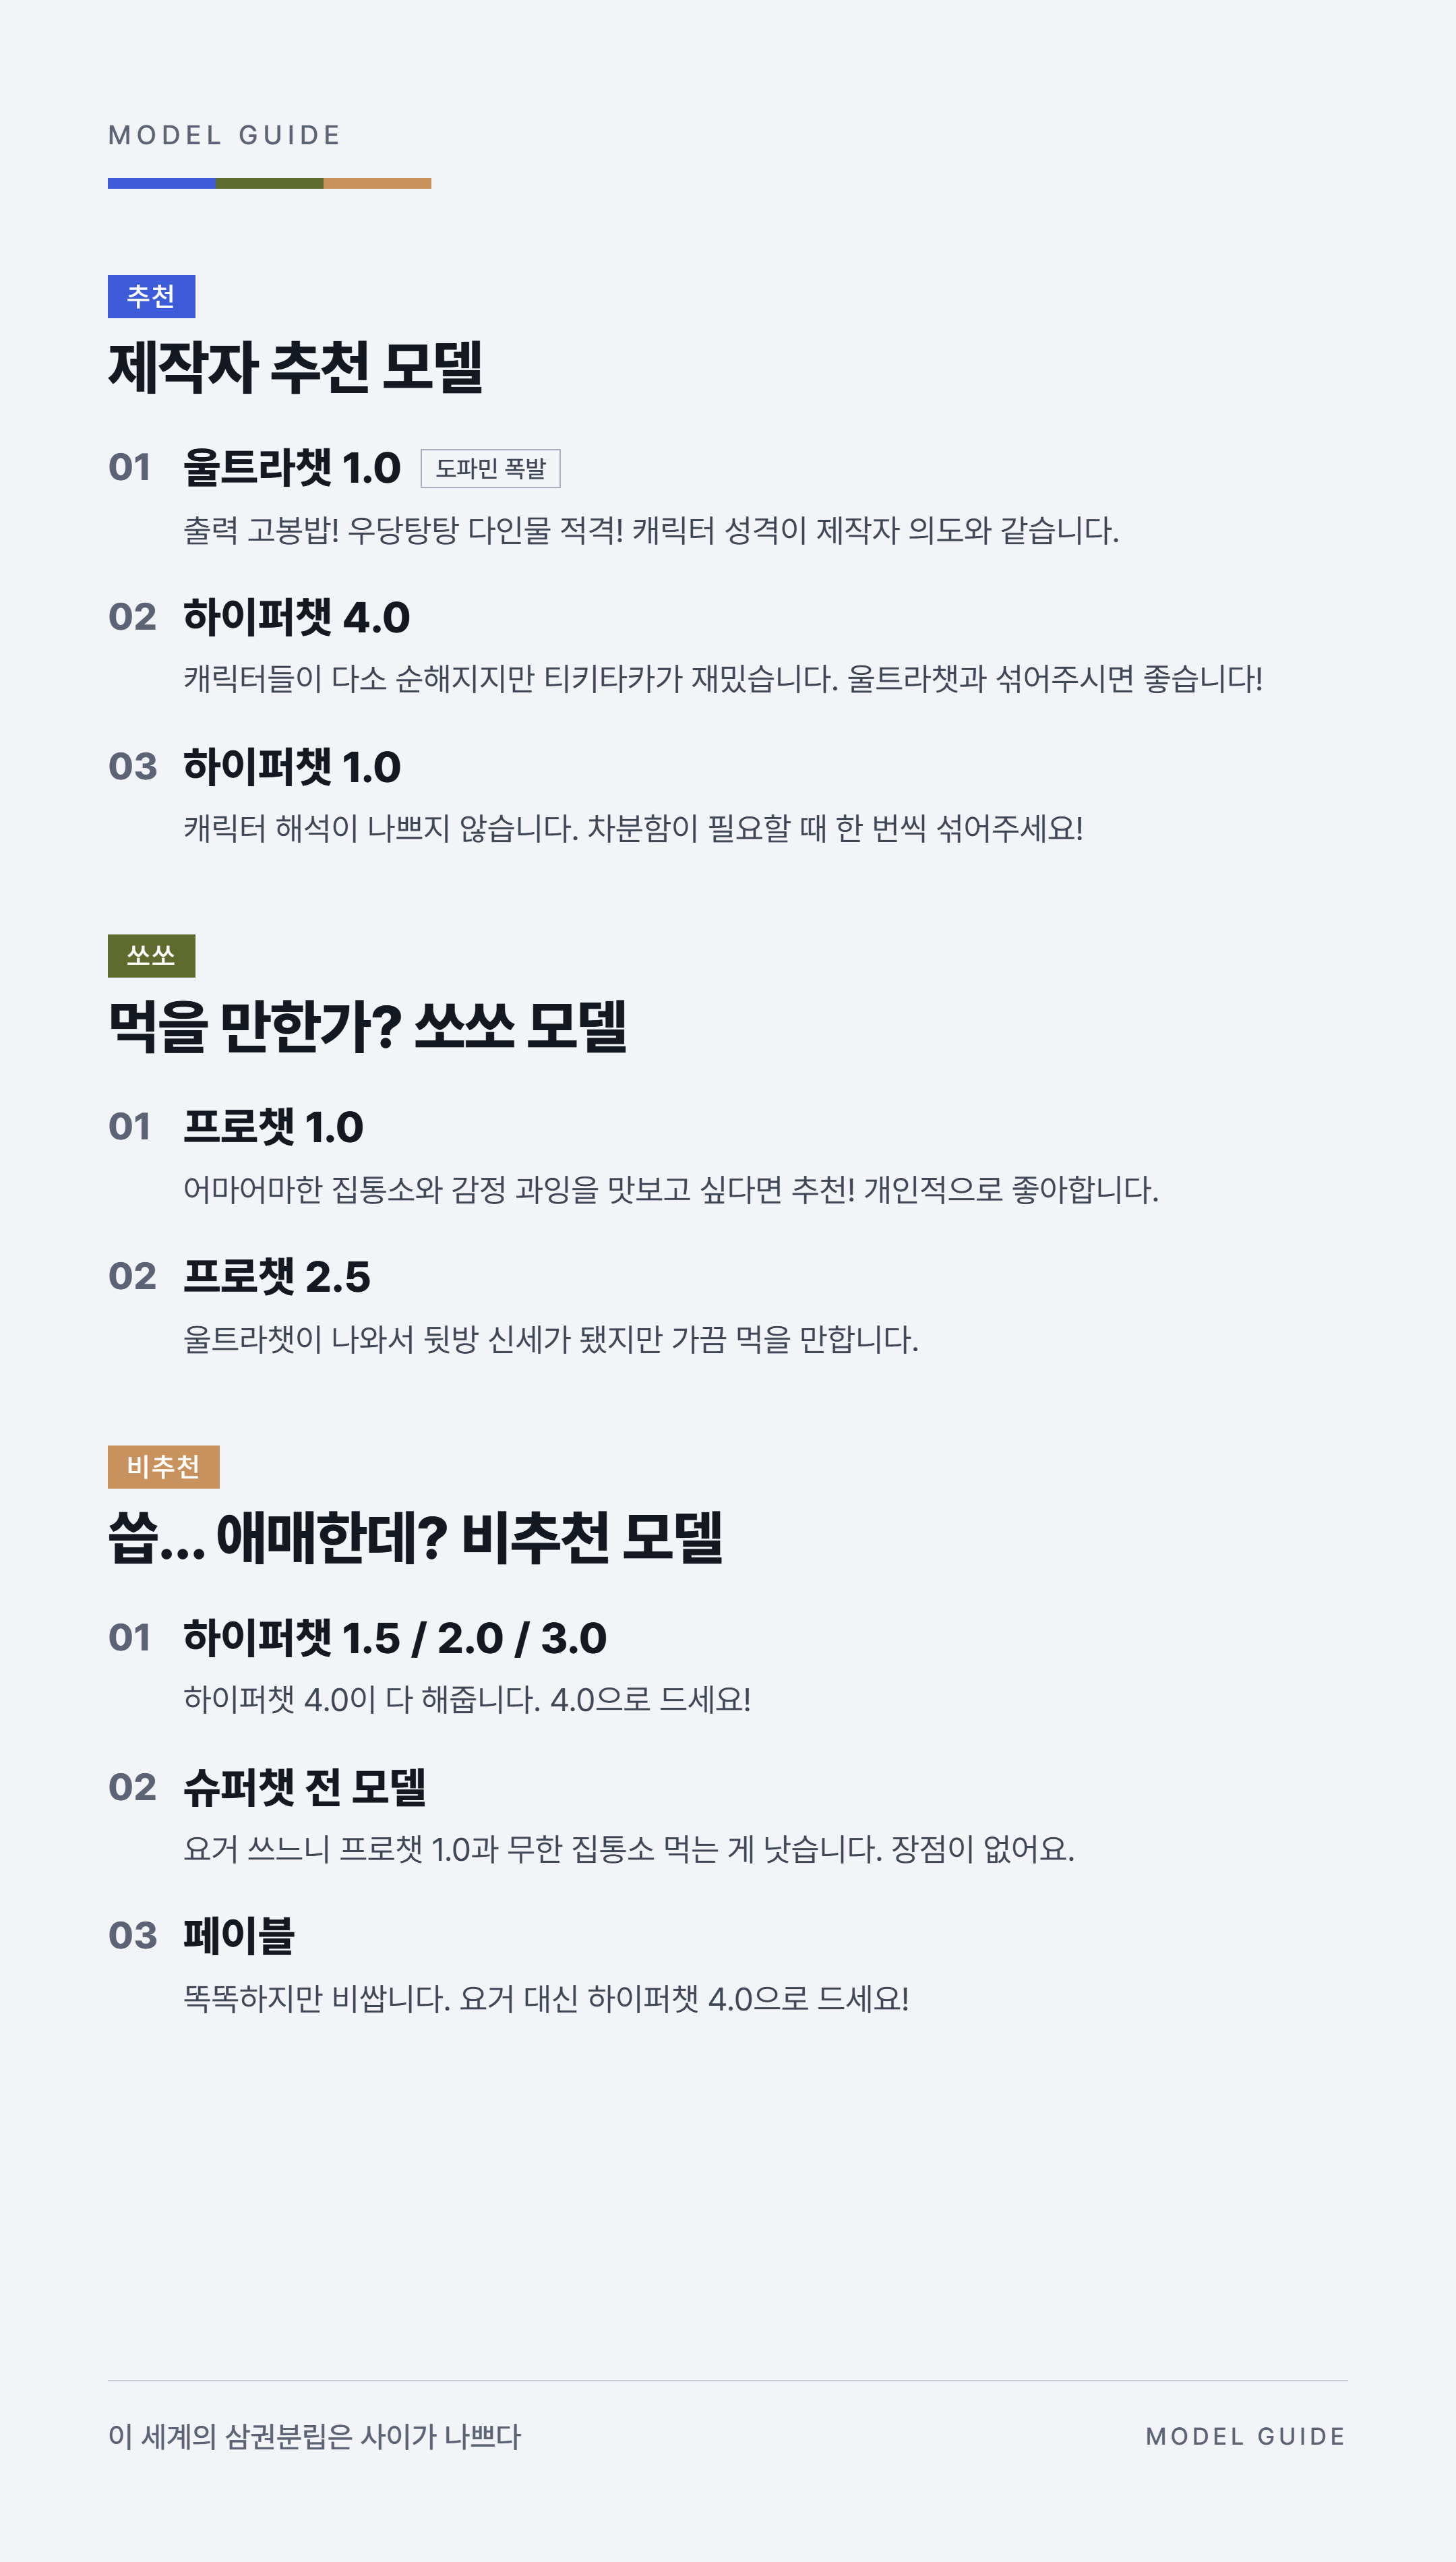 MODEL GUIDE
추천
제작자 추천 모델
01 울트라챗 1.0 도파민 폭발
출력 고봉밥! 우당탕탕 다인물 적격! 캐릭터 성격이 제작자 의도와 같습니다.
02 하이퍼챗 4.0
캐릭터들이 다소 순해지지만 티키타카가 재밌습니다. 울트라챗과 섞어주시면 좋습니다!
03 하이퍼챗 1.0
캐릭터 해석이 나쁘지 않습니다. 차분함이 필요할 때 한 번씩 섞어주세요!
쏘쏘
먹을 만한가? 쏘쏘 모델
01 프로챗 1.0
어마어마한 집통소와 감정 과잉을 맛보고 싶다면 추천! 개인적으로 좋아합니다.
02 프로챗 2.5
울트라챗이 나와서 뒷방 신세가 됐지만 가끔 먹을 만합니다.
비추천
씁... 애매한데? 비추천 모델
01 하이퍼챗 1.5 / 2.0 / 3.0
하이퍼챗 4.0이 다 해줍니다. 4.0으로 드세요!
02 슈퍼챗 전 모델
요거 쓰느니 프로챗 1.0과 무한 집통소 먹는 게 낫습니다. 장점이 없어요.
03 페이블
똑똑하지만 비쌉니다. 요거 대신 하이퍼챗 4.0으로 드세요!
이 세계의 삼권분립은 사이가 나쁘다
MODEL GUIDE